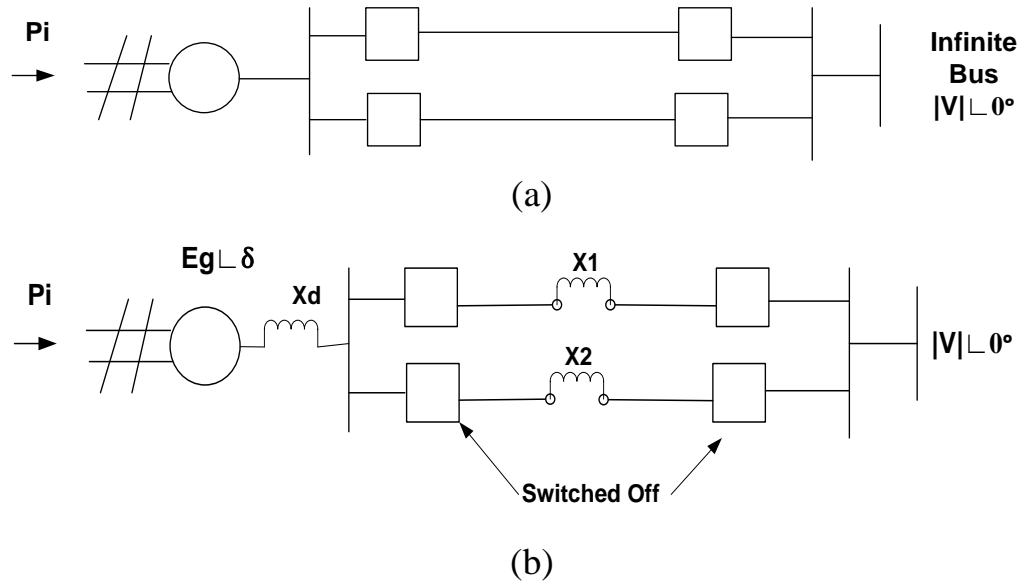 Pi
Infinite
Bus
|V|∟0°
(a)
Eg∟δ
Pi
Xd
X1
X2
|V|∟0°
Switched Off
(b)